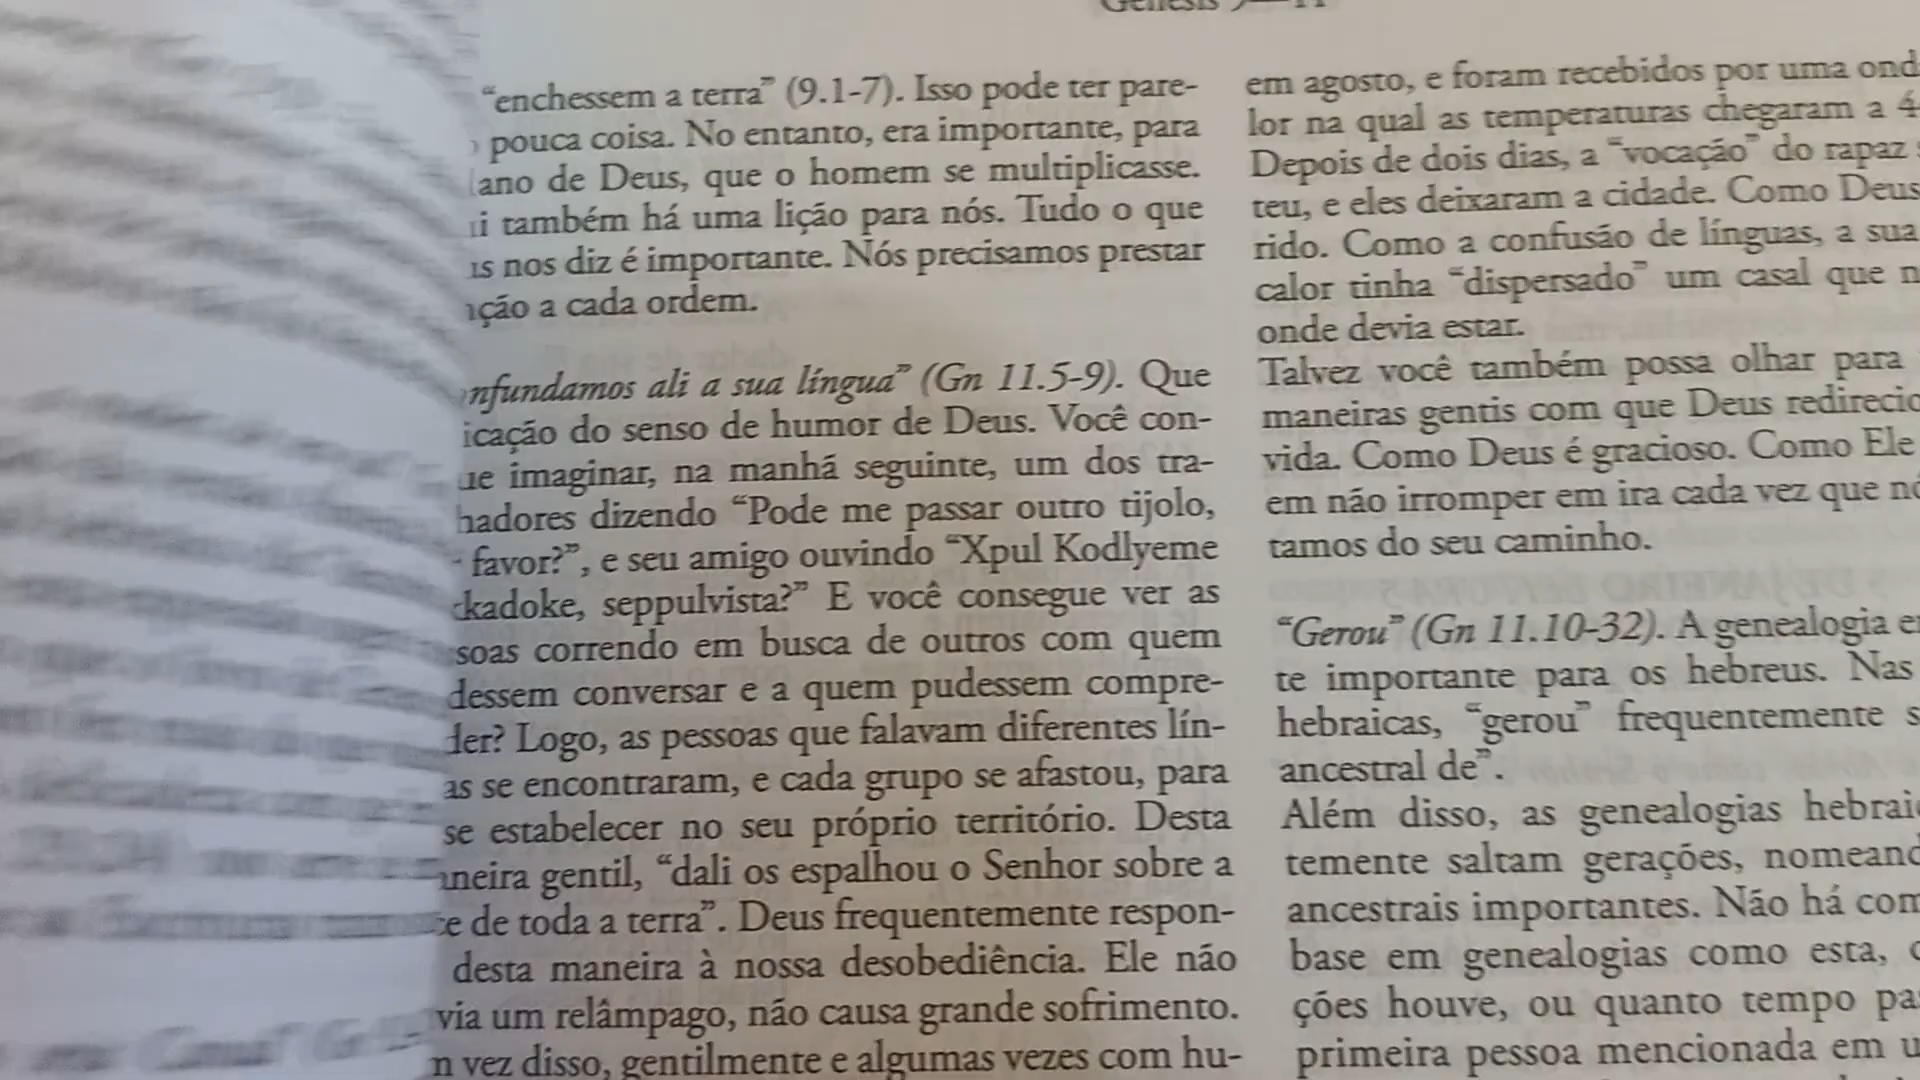 "enchessem a terra" (9.1-7). Isso pode ter pare-
pouca coisa. No entanto, era importante, para
ano de Deus, que o homem se multiplicasse.
i também há uma lição para nós. Tudo o que
s nos diz é importante. Nós precisamos prestar
ção a cada ordem.
nfundamos ali a sua língua" (Gn 11.5-9). Que
icação do senso de humor de Deus. Você con-
ue imaginar, na manhã seguinte, um dos tra-
hadores dizendo "Pode me passar outro tijolo,
favor?", e seu amigo ouvindo "Xpul Kodlyeme
kadoke, seppulvista?" E você consegue ver as
soas correndo em busca de outros com quem
dessem conversar e a quem pudessem compre-
der? Logo, as pessoas que falavam diferentes lín-
as se encontraram, e cada grupo se afastou, para
se estabelecer no seu próprio território. Desta
neira gentil, "dali os espalhou o Senhor sobre a
e de toda a terra". Deus frequentemente respon-
desta maneira à nossa desobediência. Ele não
via um relâmpago, não causa grande sofrimento.
n vez disso, gentilmente e algumas vezes com hu-
em agosto, e foram recebidos por uma ond
lor na qual as temperaturas chegaram a 4
Depois de dois dias, a "vocação" do rapaz
teu, e eles deixaram a cidade. Como Deus
rido. Como a confusão de línguas, a sua
calor tinha "dispersado" um casal que n
onde devia estar.
Talvez você também possa olhar para
maneiras gentis com que Deus redirecio
vida. Como Deus é gracioso. Como Ele
em não irromper em ira cada vez que nó
tamos do seu caminho.
"Gerou" (Gn 11.10-32). A genealogia e
te importante para os hebreus. Nas
hebraicas, "gerou" frequentemente s
ancestral de".
Além disso, as genealogias hebrai
temente saltam gerações, nomeand
ancestrais importantes. Não há com
base em genealogias como esta,
ções houve, ou quanto tempo pa
primeira pessoa mencionada em u